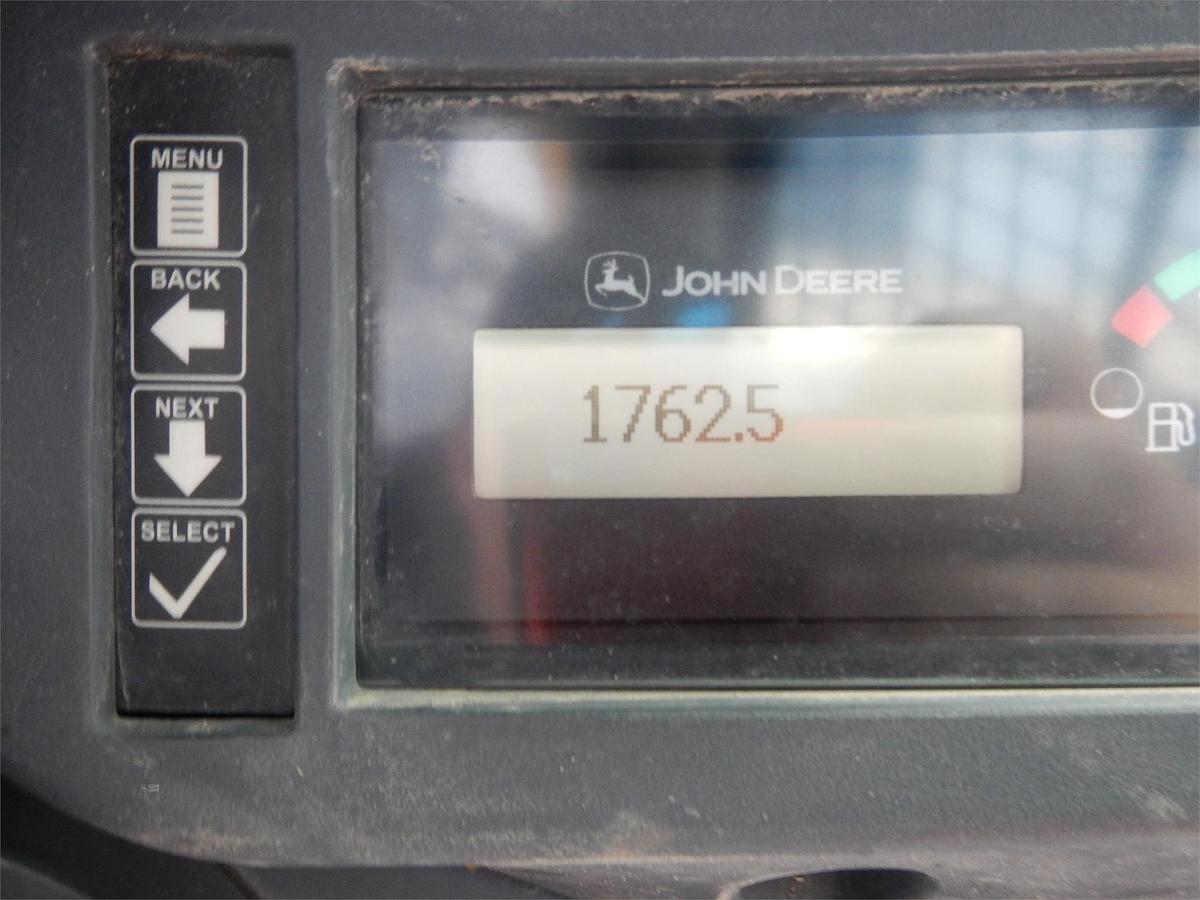 MENU
BACK
NEXT
SELECT
JOHN DEERE
1762.5